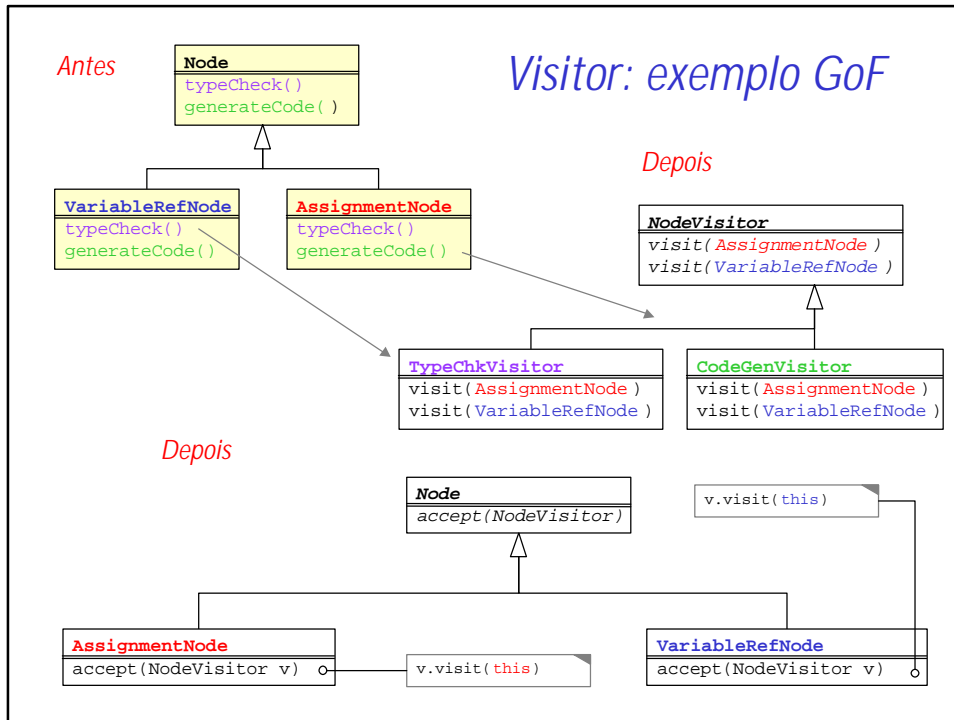 Visitor: exemplo GoF
Antes
Node
typeCheck()
generateCode()
VariableRefNode
typeCheck()
generateCode()
AssignmentNode
typeCheck()
generateCode()
Depois
NodeVisitor
visit(AssignmentNode )
visit(VariableRefNode )
TypeChkVisitor
visit(AssignmentNode)
visit(VariableRefNode)
CodeGenVisitor
visit(AssignmentNode)
visit(VariableRefNode)
Depois
Node
accept(NodeVisitor)
v.visit(this)
AssignmentNode
accept(NodeVisitor v)
v.visit(this)
VariableRefNode
accept(NodeVisitor v)